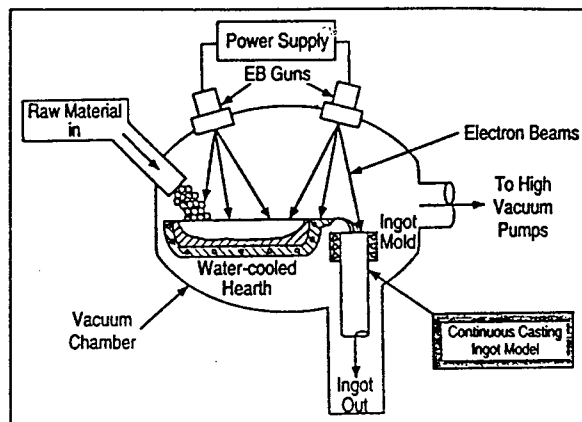 Power Supply
EB Guns
Raw Material
in
Electron Beams
To High
Vacuum
Pumps
Ingot
Mold
Water-cooled
Hearth
Vacuum
Chamber
Continuous Casting
Ingot Model
Ingot
Out